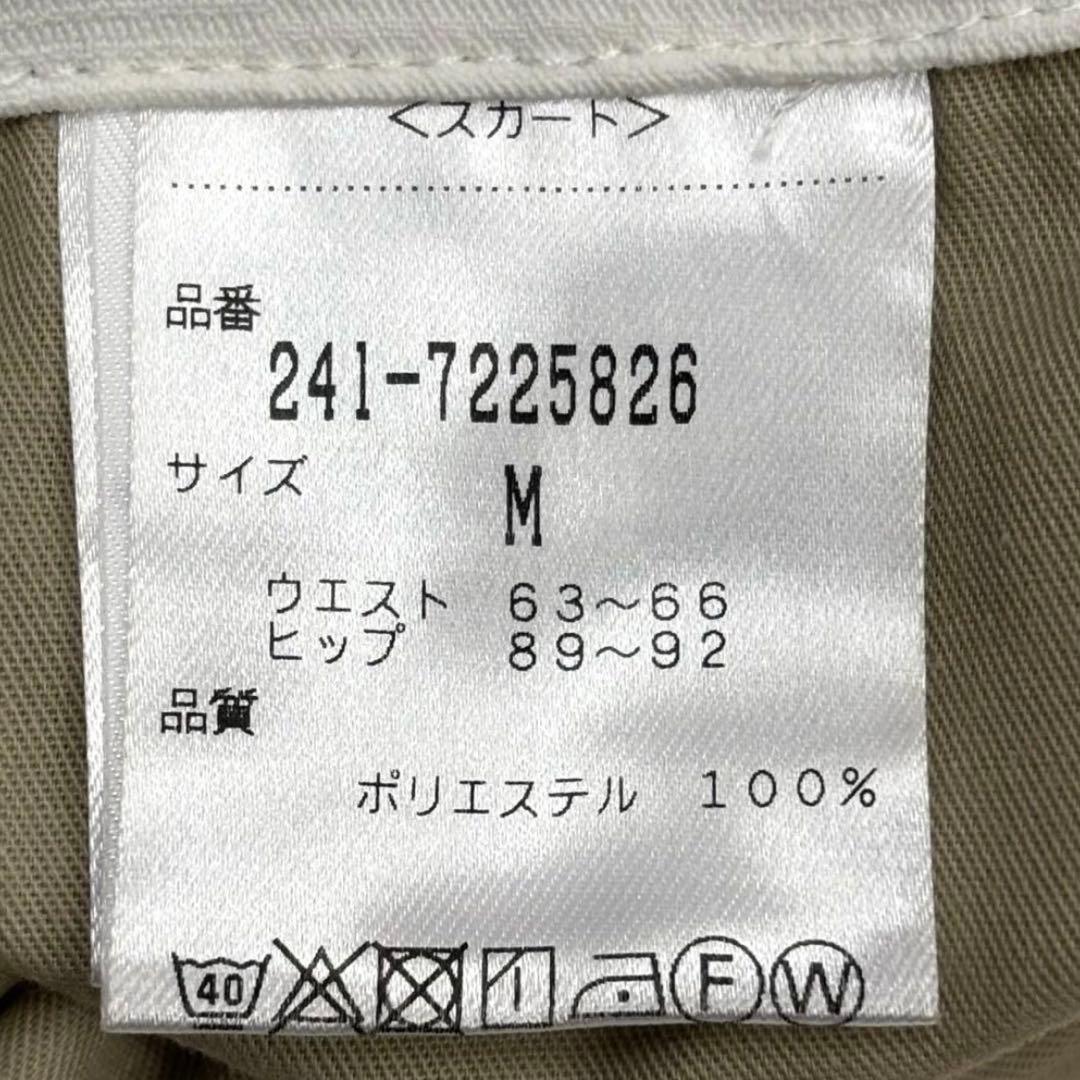 ＜スカート＞
品番
241-7225826
サイズ
M
ウエスト 63～66
ヒップ 89～92
品質
ポリエステル 100%
40 F W